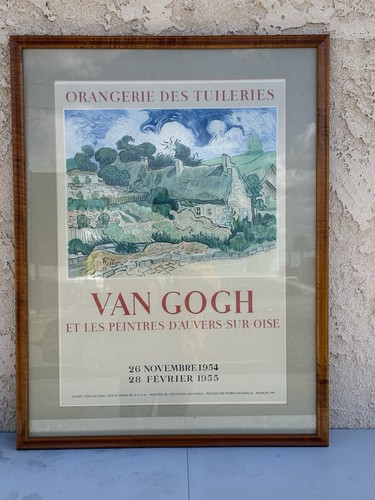 ORANGERIE DES TUILERIES
VAN GOGH
ET LES PEINTRES D'AUVERS-SUR-OISE
26 NOVEMBRE 1954
28 FÉVRIER 1955